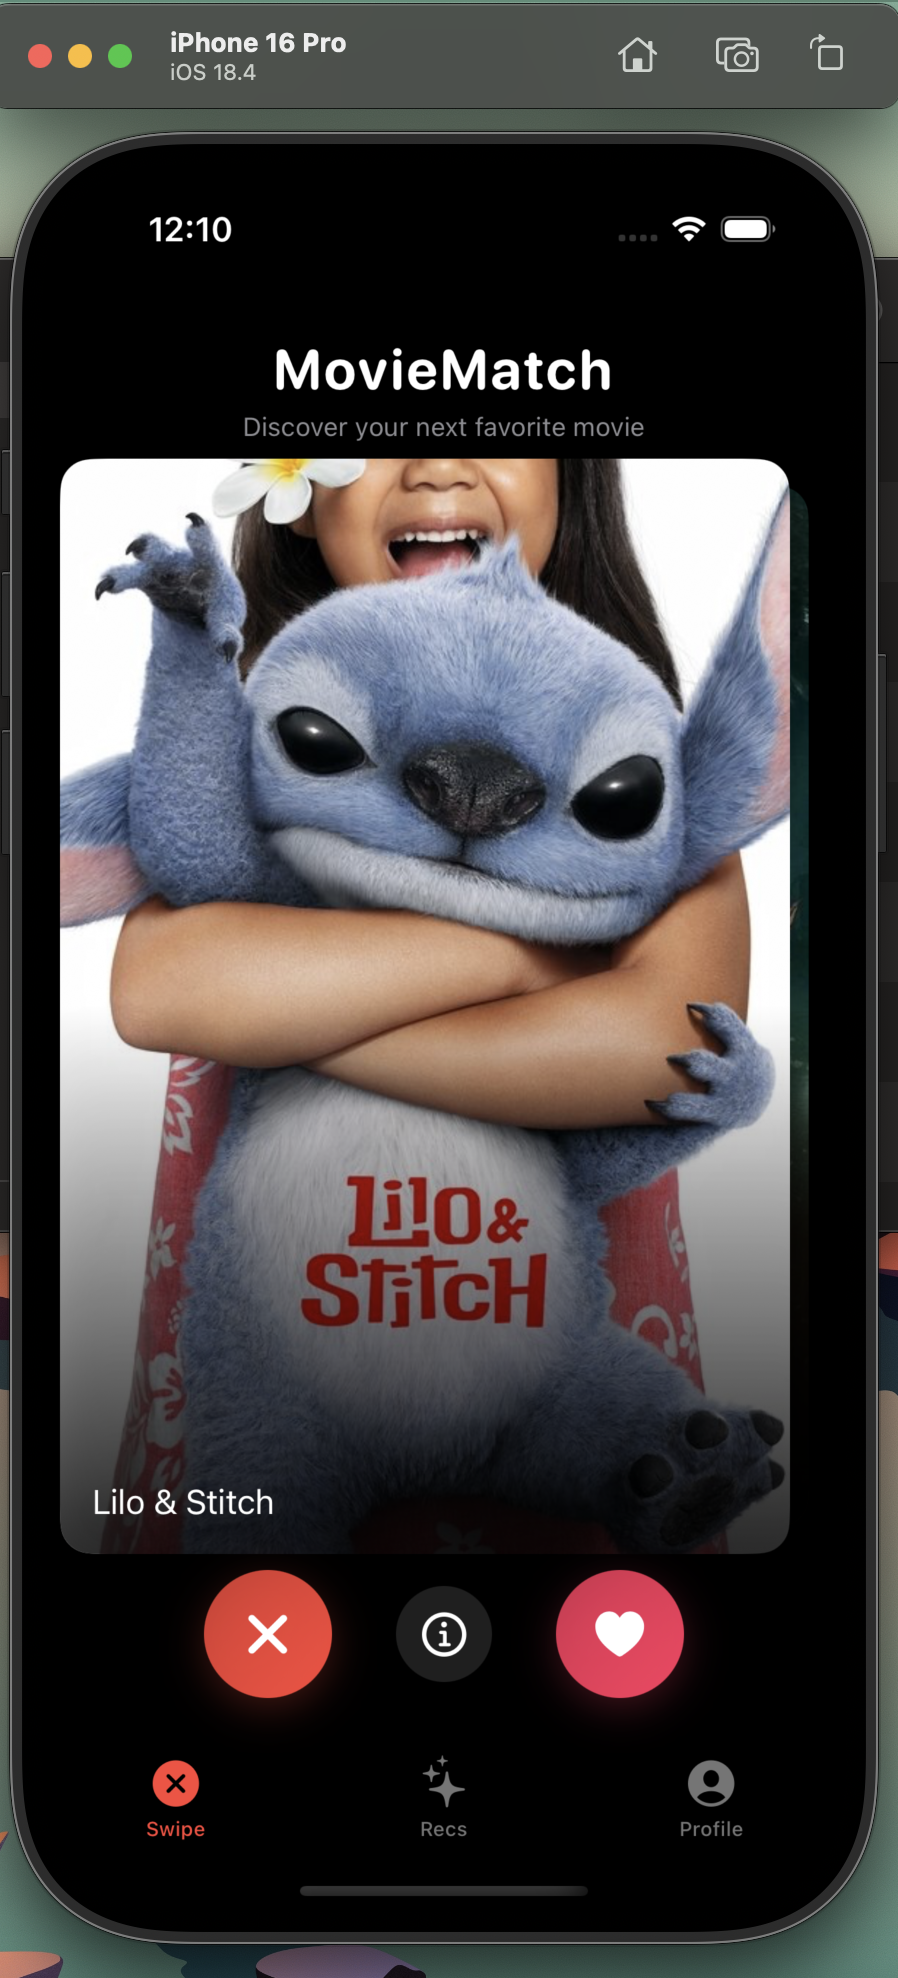 iPhone 16 Pro
iOS 18.4
12:10
MovieMatch
Discover your next favorite movie
Lilo &
Stitch
Lilo & Stitch
Swipe
Recs
Profile